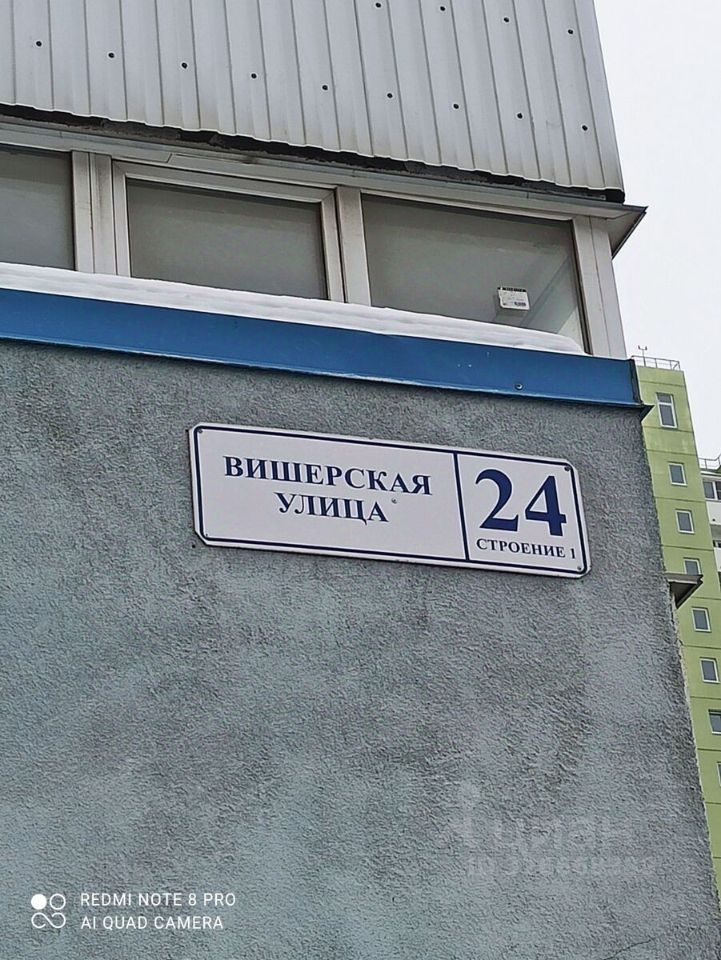 ВИШЕРСКАЯ
УЛИЦА
24
СТРОЕНИЕ 1
REDMI NOTE 8 PRO
AI QUAD CAMERA